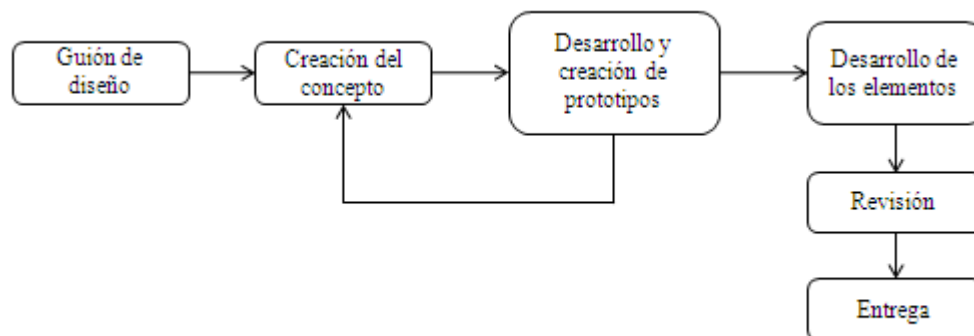 Guión de
diseño
Creación del
concepto
Desarrollo y
creación de
prototipos
Desarrollo de
los elementos
Revisión
Entrega